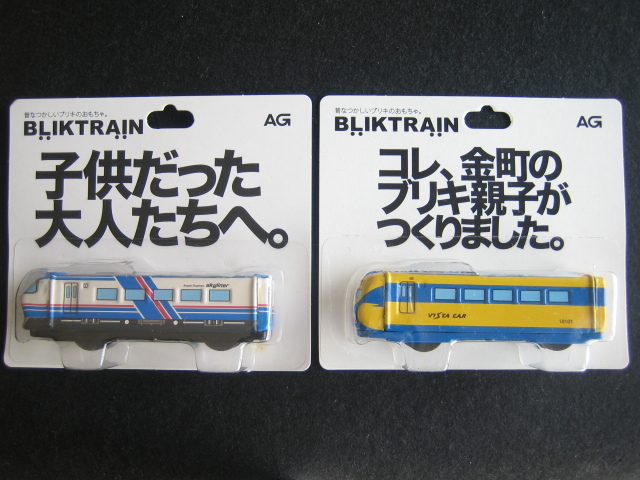 昔なつかしいブリキのおもちゃ。
BLIKTRAIN
AG
子供だった
大人たちへ。
03
skyliner
昔なつかしいブリキのおもちゃ。
BLIKTRAIN
AG
コレ、金町の
ブリキ親子が
つくりました。
VISTA CAR
10101